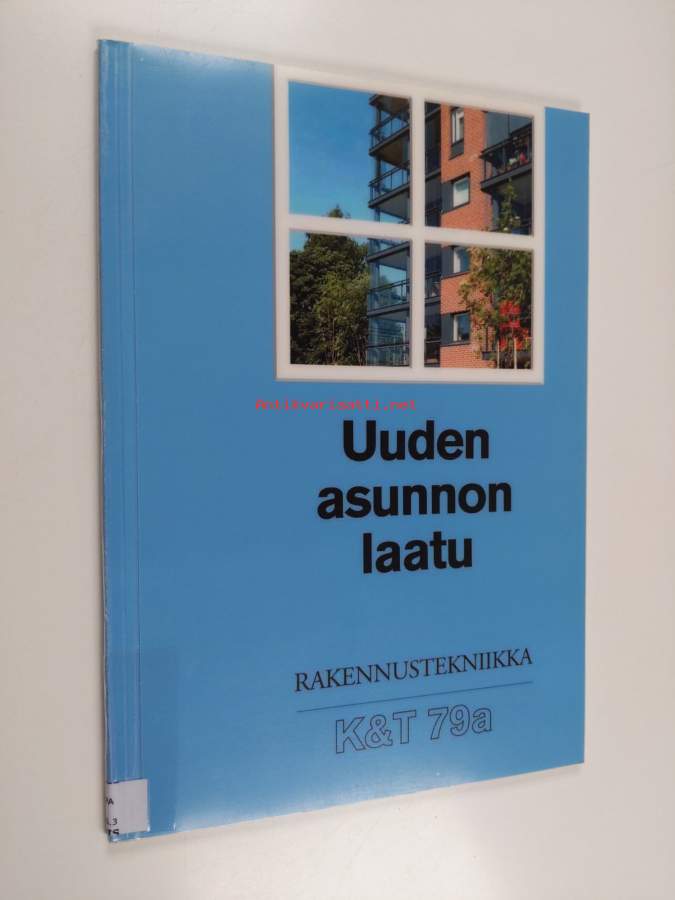 Antikvariaatti.net
Uuden
asunnon
laatu
RAKENNUSTEKNIIKKA
K&T 79a